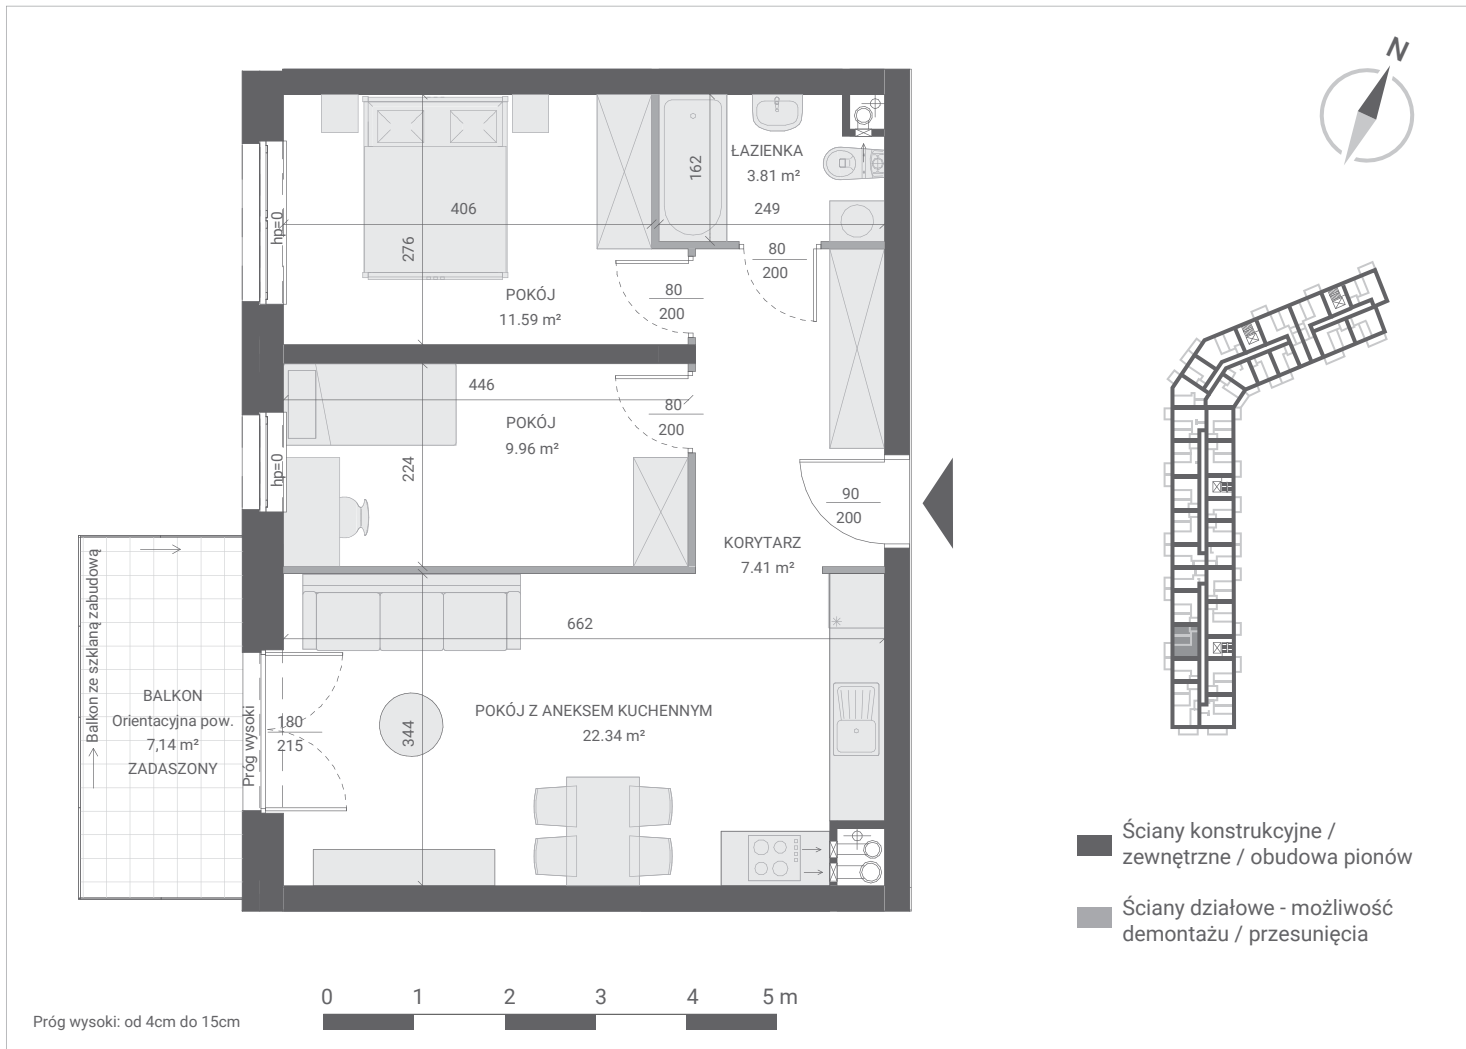 N
ŁAZIENKA
3.81 m²
162
249
406
276
hp=0
80
200
POKÓJ
11.59 m²
80
200
446
POKÓJ
9.96 m²
80
200
224
hp=0
90
200
KORYTARZ
7.41 m²
662
Balkon ze szklaną zabudową
BALKON
Orientacyjna pow.
7,14 m²
ZADASZONY
Próg wysoki
180
215
344
POKÓJ Z ANEKSEM KUCHENNYM
22.34 m²
Ściany konstrukcyjne /
zewnętrzne / obudowa pionów
Ściany działowe - możliwość
demontażu / przesunięcia
0 1 2 3 4 5 m
Próg wysoki: od 4cm do 15cm